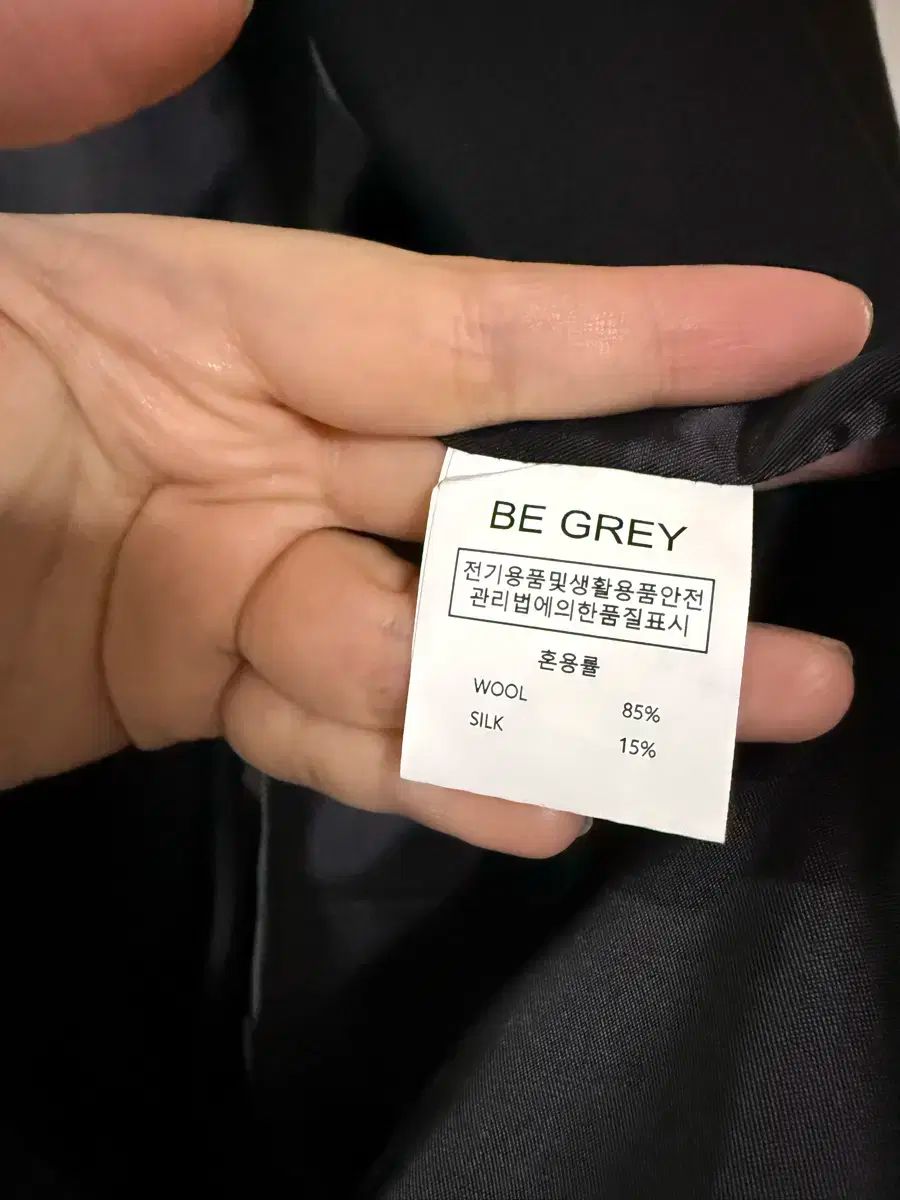 BE GREY
전기용품및생활용품안전
관리법에의한품질표시
혼용률
WOOL 85%
SILK 15%